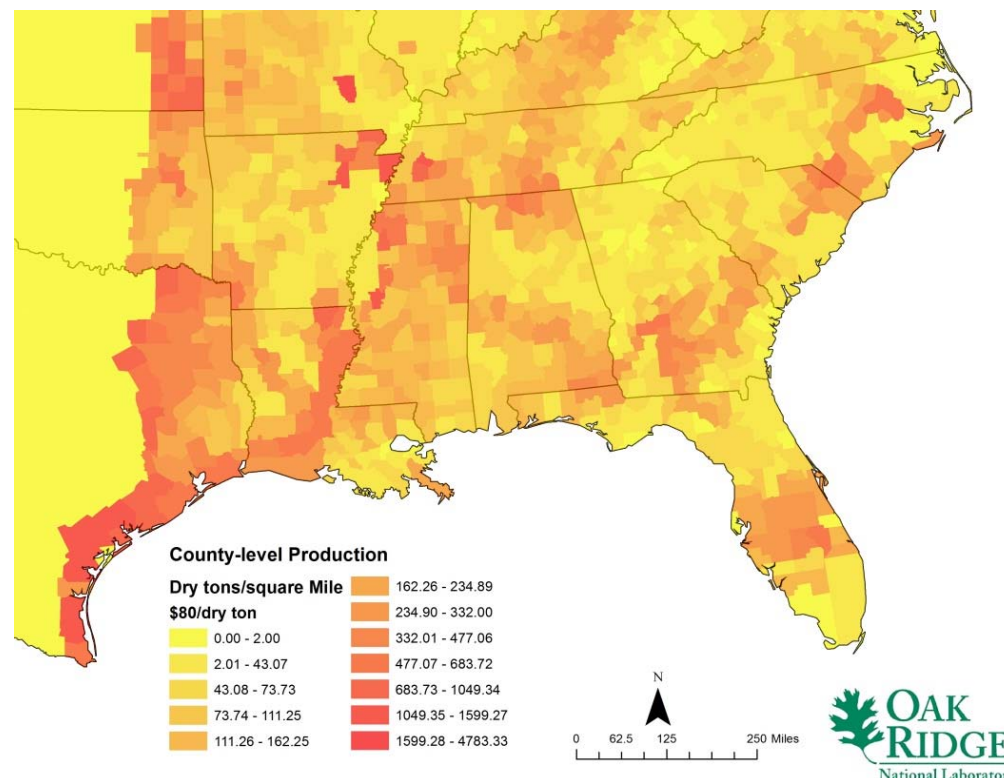 County-level Production
Dry tons/square Mile
$80/dry ton
0.00 - 2.00
2.01 - 43.07
43.08 - 73.73
73.74 - 111.25
111.26 - 162.25
162.26 - 234.89
234.90 - 332.00
332.01 - 477.06
477.07 - 683.72
683.73 - 1049.34
1049.35 - 1599.27
1599.28 - 4783.33
N
0 62.5 125 250 Miles
OAK
RIDGE
National Laborator